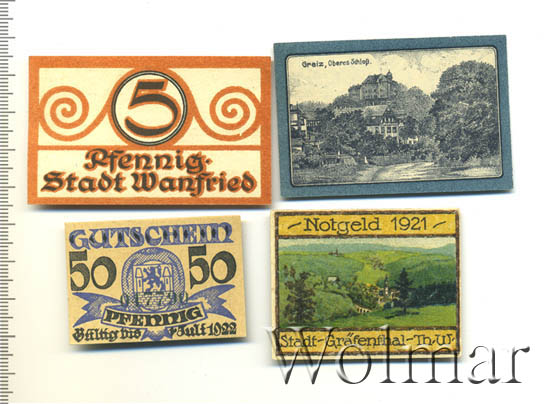 5
Pfennig.
Stadt Wanfried
Greiz, Oberes Schloß.
GUTSCHEIN
50 50
PFENNIG
Gültig bis Juli 1922
Notgeld 1921
Stadt-Gräfenthal-Th.W.
Wolmar